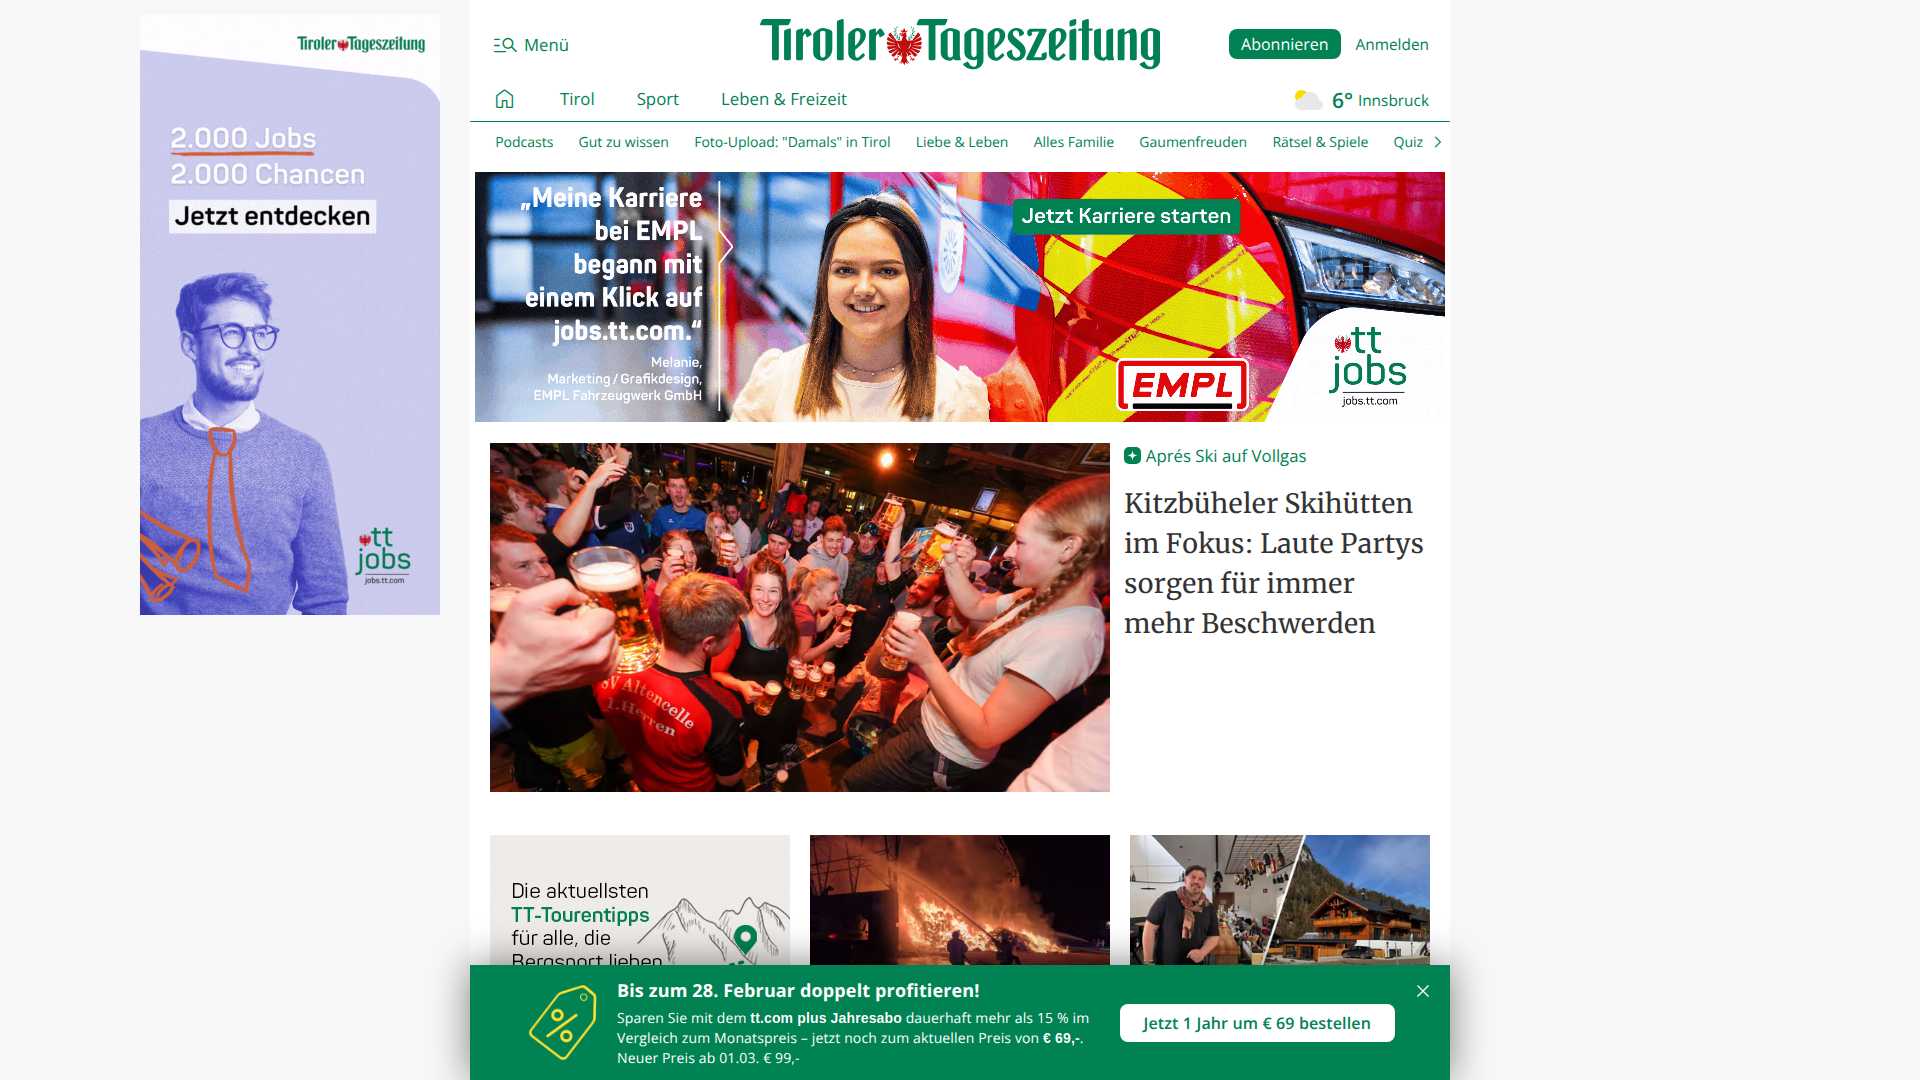 Tiroler Tageszeitung
2.000 Jobs
2.000 Chancen
Jetzt entdecken
tt
jobs
jobs.tt.com
Menü
Tiroler Tageszeitung
Abonnieren
Anmelden
Tirol
Sport
Leben & Freizeit
6° Innsbruck
Podcasts
Gut zu wissen
Foto-Upload: "Damals" in Tirol
Liebe & Leben
Alles Familie
Gaumenfreuden
Rätsel & Spiele
Quiz
„Meine Karriere
bei EMPL
begann mit
einem Klick auf
jobs.tt.com.“
Melanie,
Marketing / Grafikdesign,
EMPL Fahrzeugwerk GmbH
Jetzt Karriere starten
EMPL
tt
jobs
jobs.tt.com
SV Altencelle
1. Herren
Aprés Ski auf Vollgas
Kitzbüheler Skihütten
im Fokus: Laute Partys
sorgen für immer
mehr Beschwerden
Die aktuellsten
TT-Tourentipps
für alle, die
Bergsport lieben
Bis zum 28. Februar doppelt profitieren!
Sparen Sie mit dem tt.com plus Jahresabo dauerhaft mehr als 15 % im
Vergleich zum Monatspreis – jetzt noch zum aktuellen Preis von € 69,-.
Neuer Preis ab 01.03. € 99,-
Jetzt 1 Jahr um € 69 bestellen